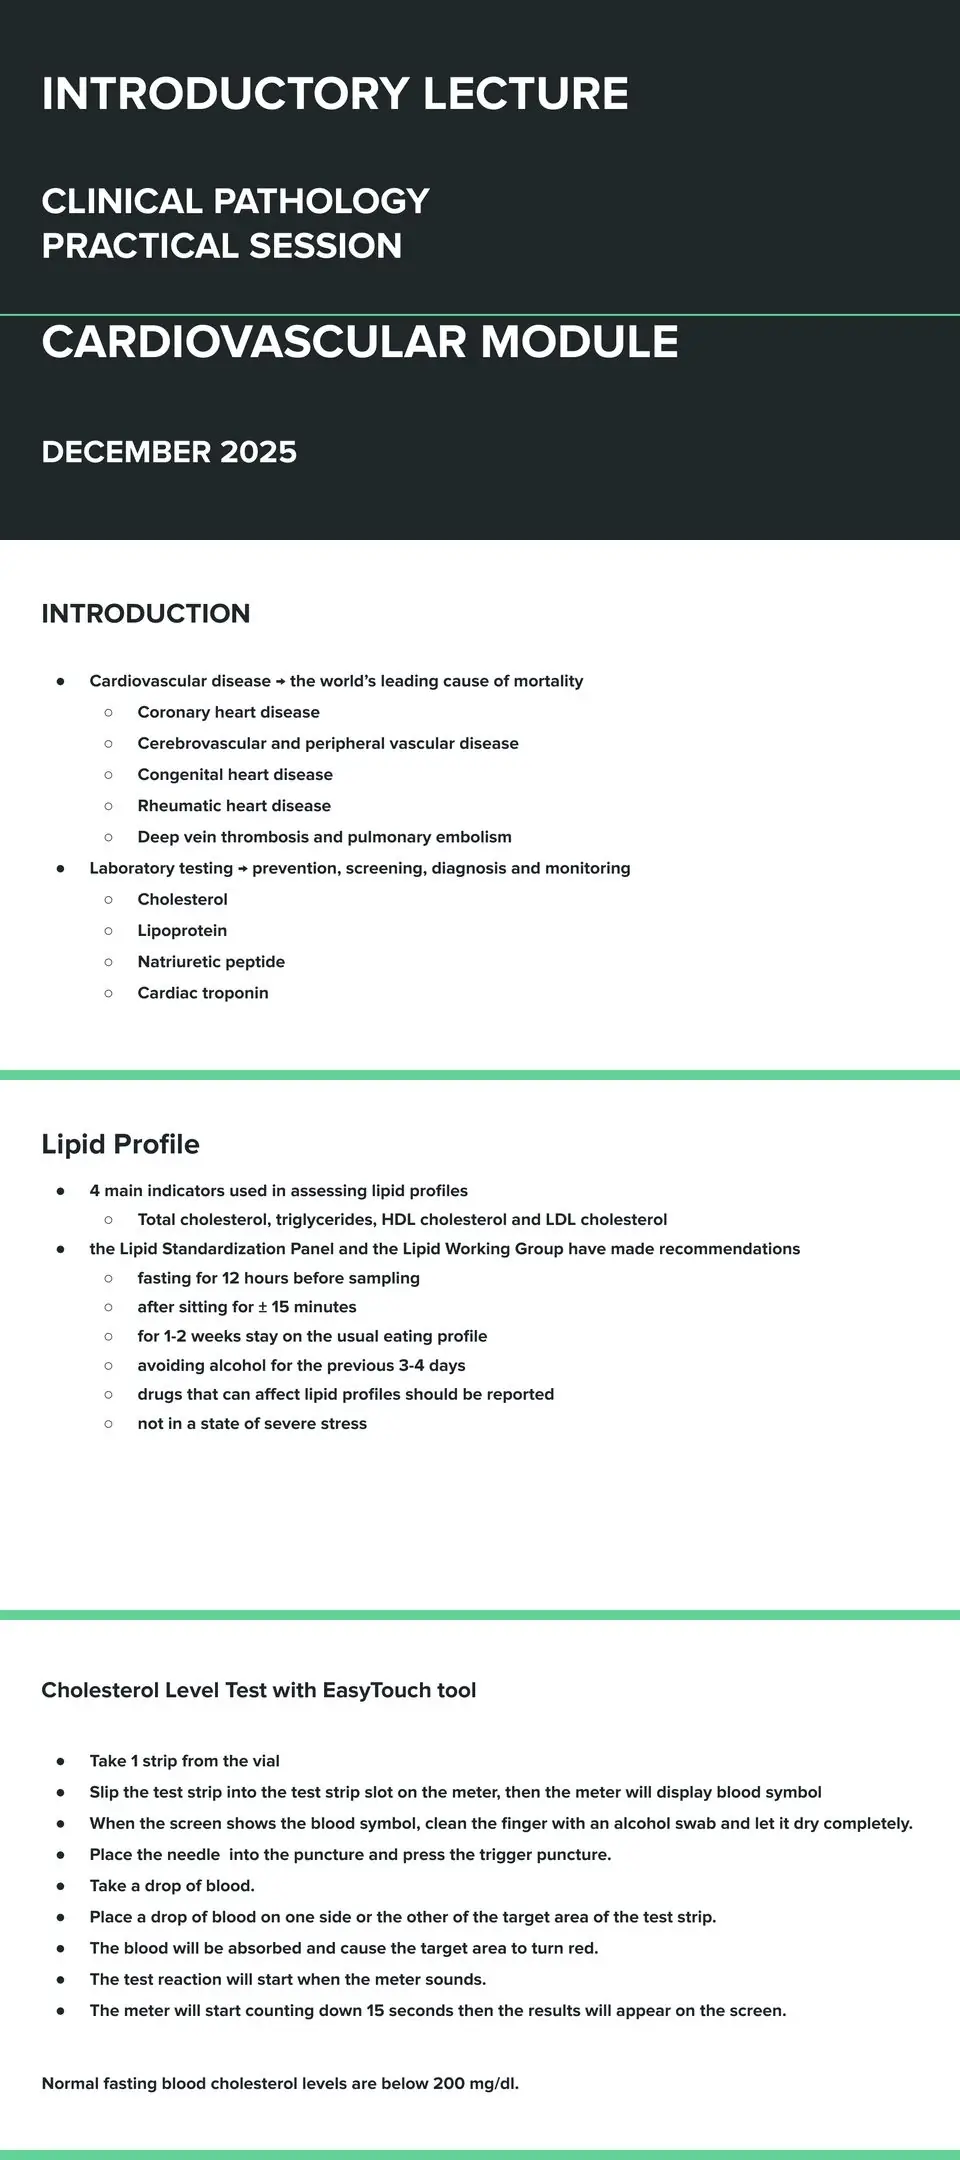 INTRODUCTORY LECTURE
CLINICAL PATHOLOGY
PRACTICAL SESSION
CARDIOVASCULAR MODULE
DECEMBER 2025
INTRODUCTION
● Cardiovascular disease → the world’s leading cause of mortality
○ Coronary heart disease
○ Cerebrovascular and peripheral vascular disease
○ Congenital heart disease
○ Rheumatic heart disease
○ Deep vein thrombosis and pulmonary embolism
● Laboratory testing → prevention, screening, diagnosis and monitoring
○ Cholesterol
○ Lipoprotein
○ Natriuretic peptide
○ Cardiac troponin
Lipid Profile
● 4 main indicators used in assessing lipid profiles
○ Total cholesterol, triglycerides, HDL cholesterol and LDL cholesterol
● the Lipid Standardization Panel and the Lipid Working Group have made recommendations
○ fasting for 12 hours before sampling
○ after sitting for ± 15 minutes
○ for 1-2 weeks stay on the usual eating profile
○ avoiding alcohol for the previous 3-4 days
○ drugs that can affect lipid profiles should be reported
○ not in a state of severe stress
Cholesterol Level Test with EasyTouch tool
● Take 1 strip from the vial
● Slip the test strip into the test strip slot on the meter, then the meter will display blood symbol
● When the screen shows the blood symbol, clean the finger with an alcohol swab and let it dry completely.
● Place the needle  into the puncture and press the trigger puncture.
● Take a drop of blood.
● Place a drop of blood on one side or the other of the target area of the test strip.
● The blood will be absorbed and cause the target area to turn red.
● The test reaction will start when the meter sounds.
● The meter will start counting down 15 seconds then the results will appear on the screen.
Normal fasting blood cholesterol levels are below 200 mg/dl.